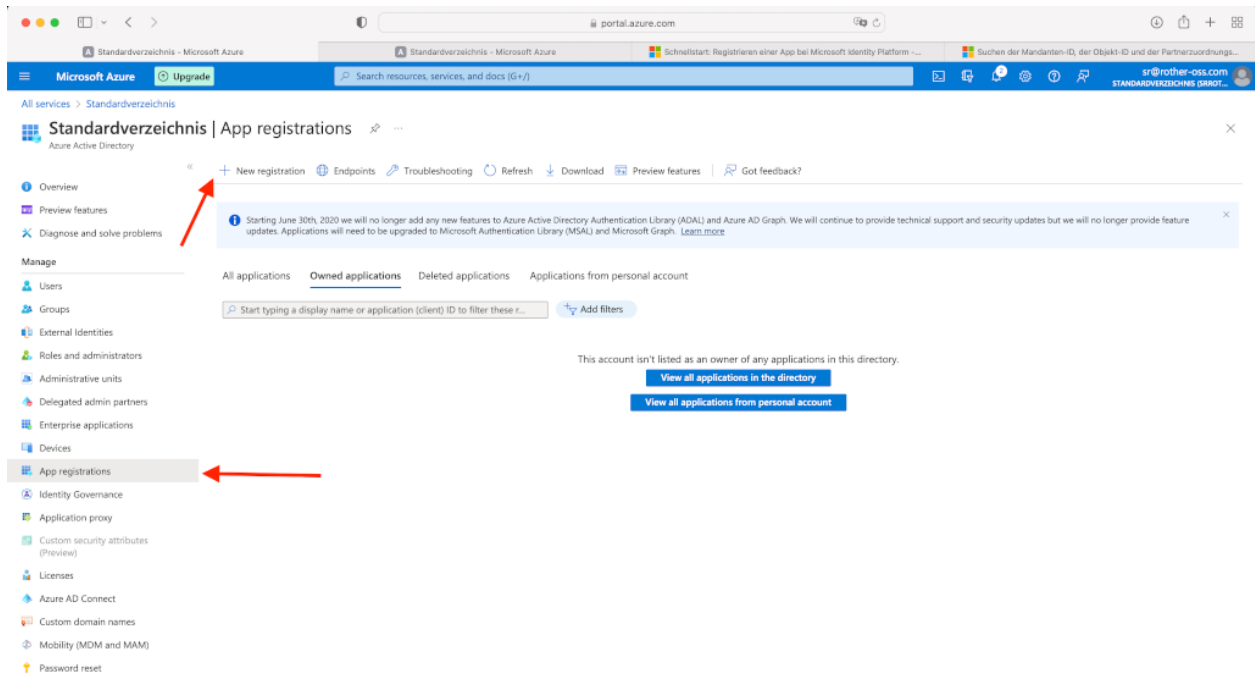 portal.azure.com
Standardverzeichnis - Microsoft Azure
Standardverzeichnis - Microsoft Azure
Schnellstart: Registrieren einer App bei Microsoft Identity Platform -...
Suchen der Mandanten-ID, der Objekt-ID und der Partnerzuordnungs...
Microsoft Azure
Upgrade
Search resources, services, and docs (G+/)
2
sr@rother-oss.com
STANDARDVERZEICHNIS (SRROT...
All services > Standardverzeichnis
Standardverzeichnis | App registrations
Azure Active Directory
New registration
Endpoints
Troubleshooting
Refresh
Download
Preview features
Got feedback?
Overview
Preview features
Diagnose and solve problems
Manage
Users
Groups
External Identities
Roles and administrators
Administrative units
Delegated admin partners
Enterprise applications
Devices
App registrations
Identity Governance
Application proxy
Custom security attributes
(Preview)
Licenses
Azure AD Connect
Custom domain names
Mobility (MDM and MAM)
Password reset
Starting June 30th, 2020 we will no longer add any new features to Azure Active Directory Authentication Library (ADAL) and Azure AD Graph. We will continue to provide technical support and security updates but we will no longer provide feature
updates. Applications will need to be upgraded to Microsoft Authentication Library (MSAL) and Microsoft Graph. Learn more
All applications
Owned applications
Deleted applications
Applications from personal account
Start typing a display name or application (client) ID to filter these r...
Add filters
This account isn't listed as an owner of any applications in this directory.
View all applications in the directory
View all applications from personal account